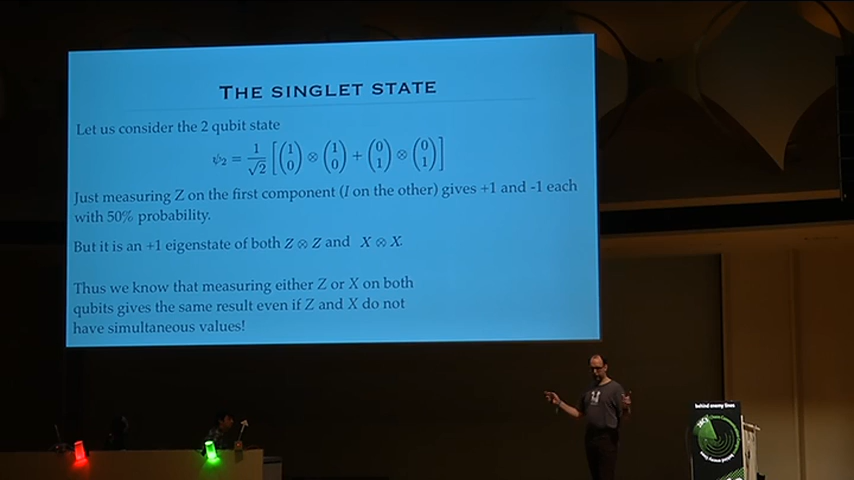 THE SINGLET STATE
Let us consider the 2 qubit state
ψ₂ = 1/√2 [(1 0) ⊗ (1 0) + (0 1) ⊗ (0 1)]
Just measuring Z on the first component (I on the other) gives +1 and -1 each
with 50% probability.
But it is an +1 eigenstate of both Z ⊗ Z and X ⊗ X.
Thus we know that measuring either Z or X on both
qubits gives the same result even if Z and X do not
have simultaneous values!
behind enemy lines